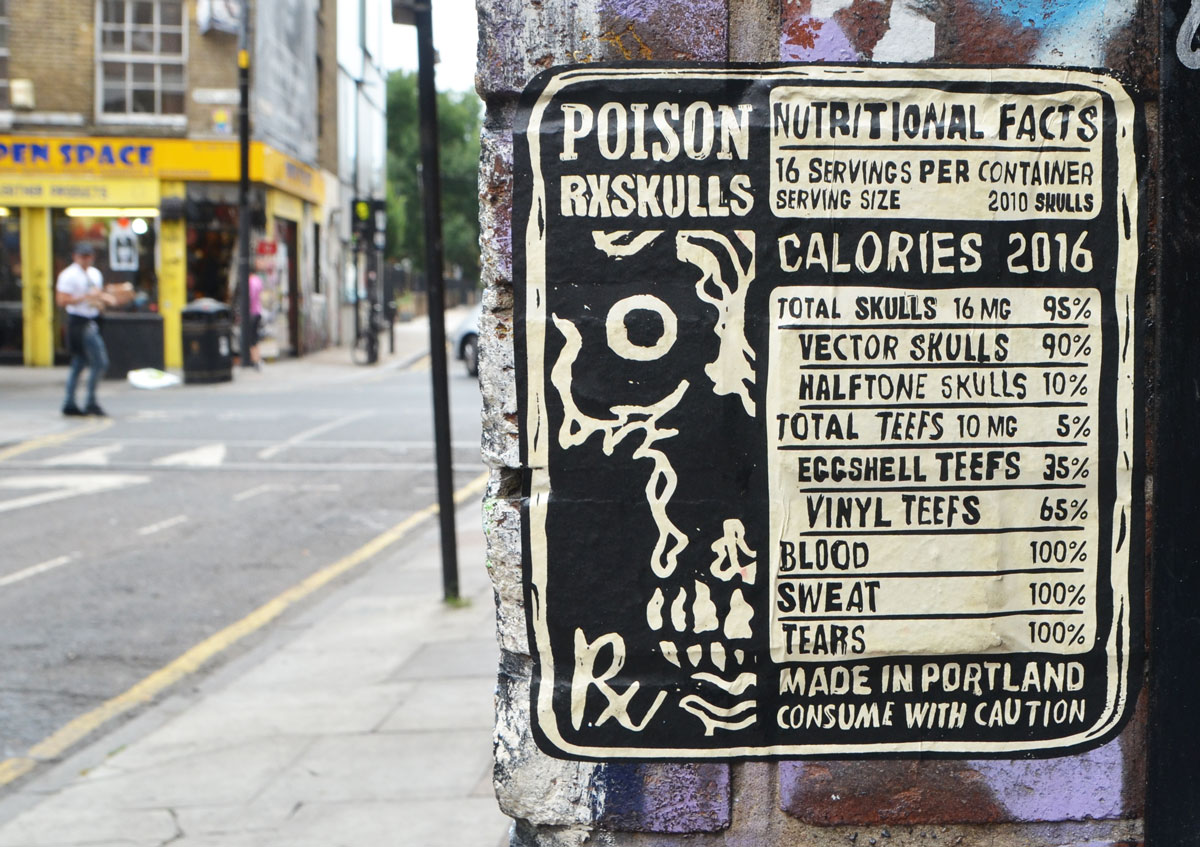 PEN SPACE
LEATHER PRODUCTS
POISON
RXSKULLS
Rx
NUTRITIONAL FACTS
16 SERVINGS PER CONTAINER
SERVING SIZE 2010 SKULLS
CALORIES 2016
TOTAL SKULLS 16 MG 95%
VECTOR SKULLS 90%
HALFTONE SKULLS 10%
TOTAL TEEFS 10 MG 5%
EGGSHELL TEEFS 35%
VINYL TEEFS 65%
BLOOD 100%
SWEAT 100%
TEARS 100%
MADE IN PORTLAND
CONSUME WITH CAUTION